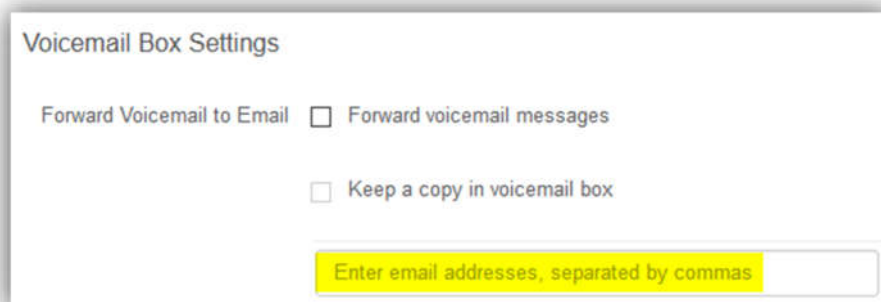 Voicemail Box Settings
Forward Voicemail to Email Forward voicemail messages
Keep a copy in voicemail box
Enter email addresses, separated by commas